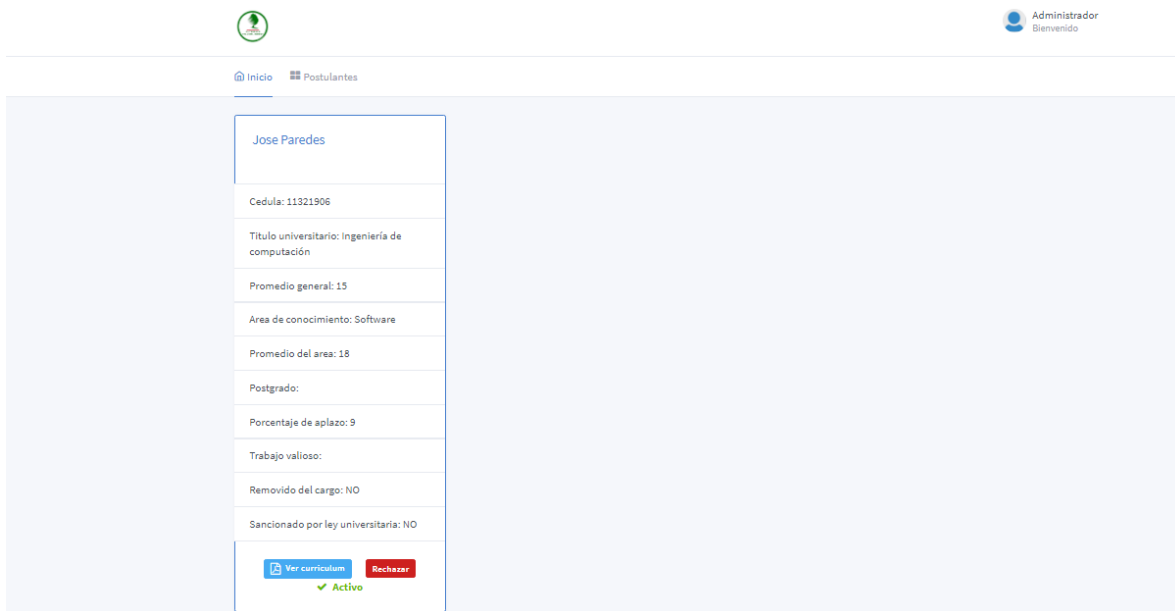 Administrador
Bienvenido
Inicio Postulantes
Jose Paredes
Cedula: 11321906
Titulo universitario: Ingeniería de
computación
Promedio general: 15
Area de conocimiento: Software
Promedio del area: 18
Postgrado:
Porcentaje de aplazo: 9
Trabajo valioso:
Removido del cargo: NO
Sancionado por ley universitaria: NO
Ver curriculum Rechazar
Activo